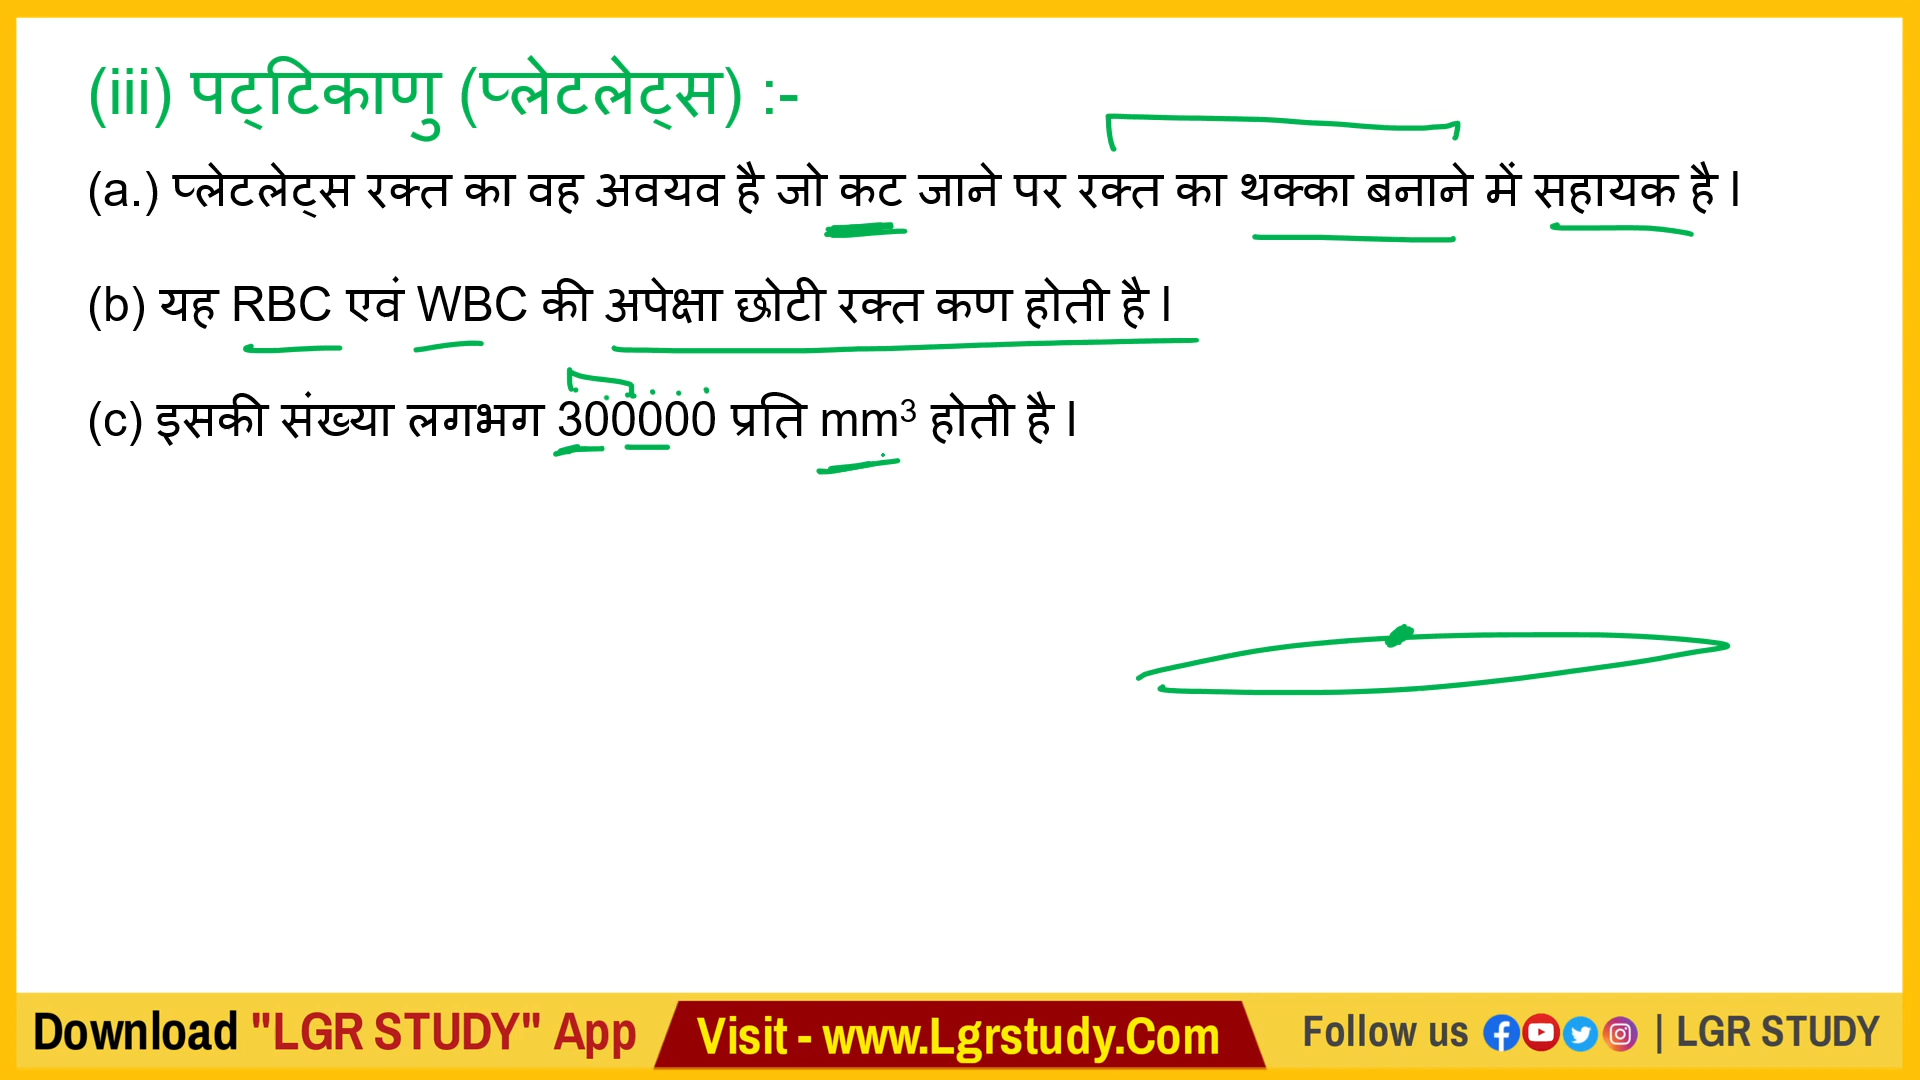 (iii) पट्टिकाणु (प्लेटलेट्स) :-
(a.) प्लेटलेट्स रक्त का वह अवयव है जो कट जाने पर रक्त का थक्का बनाने में सहायक है l
(b) यह RBC एवं WBC की अपेक्षा छोटी रक्त कण होती है l
(c) इसकी संख्या लगभग 300000 प्रति mm³ होती है l
Download "LGR STUDY" App
Visit - www.Lgrstudy.Com
Follow us | LGR STUDY